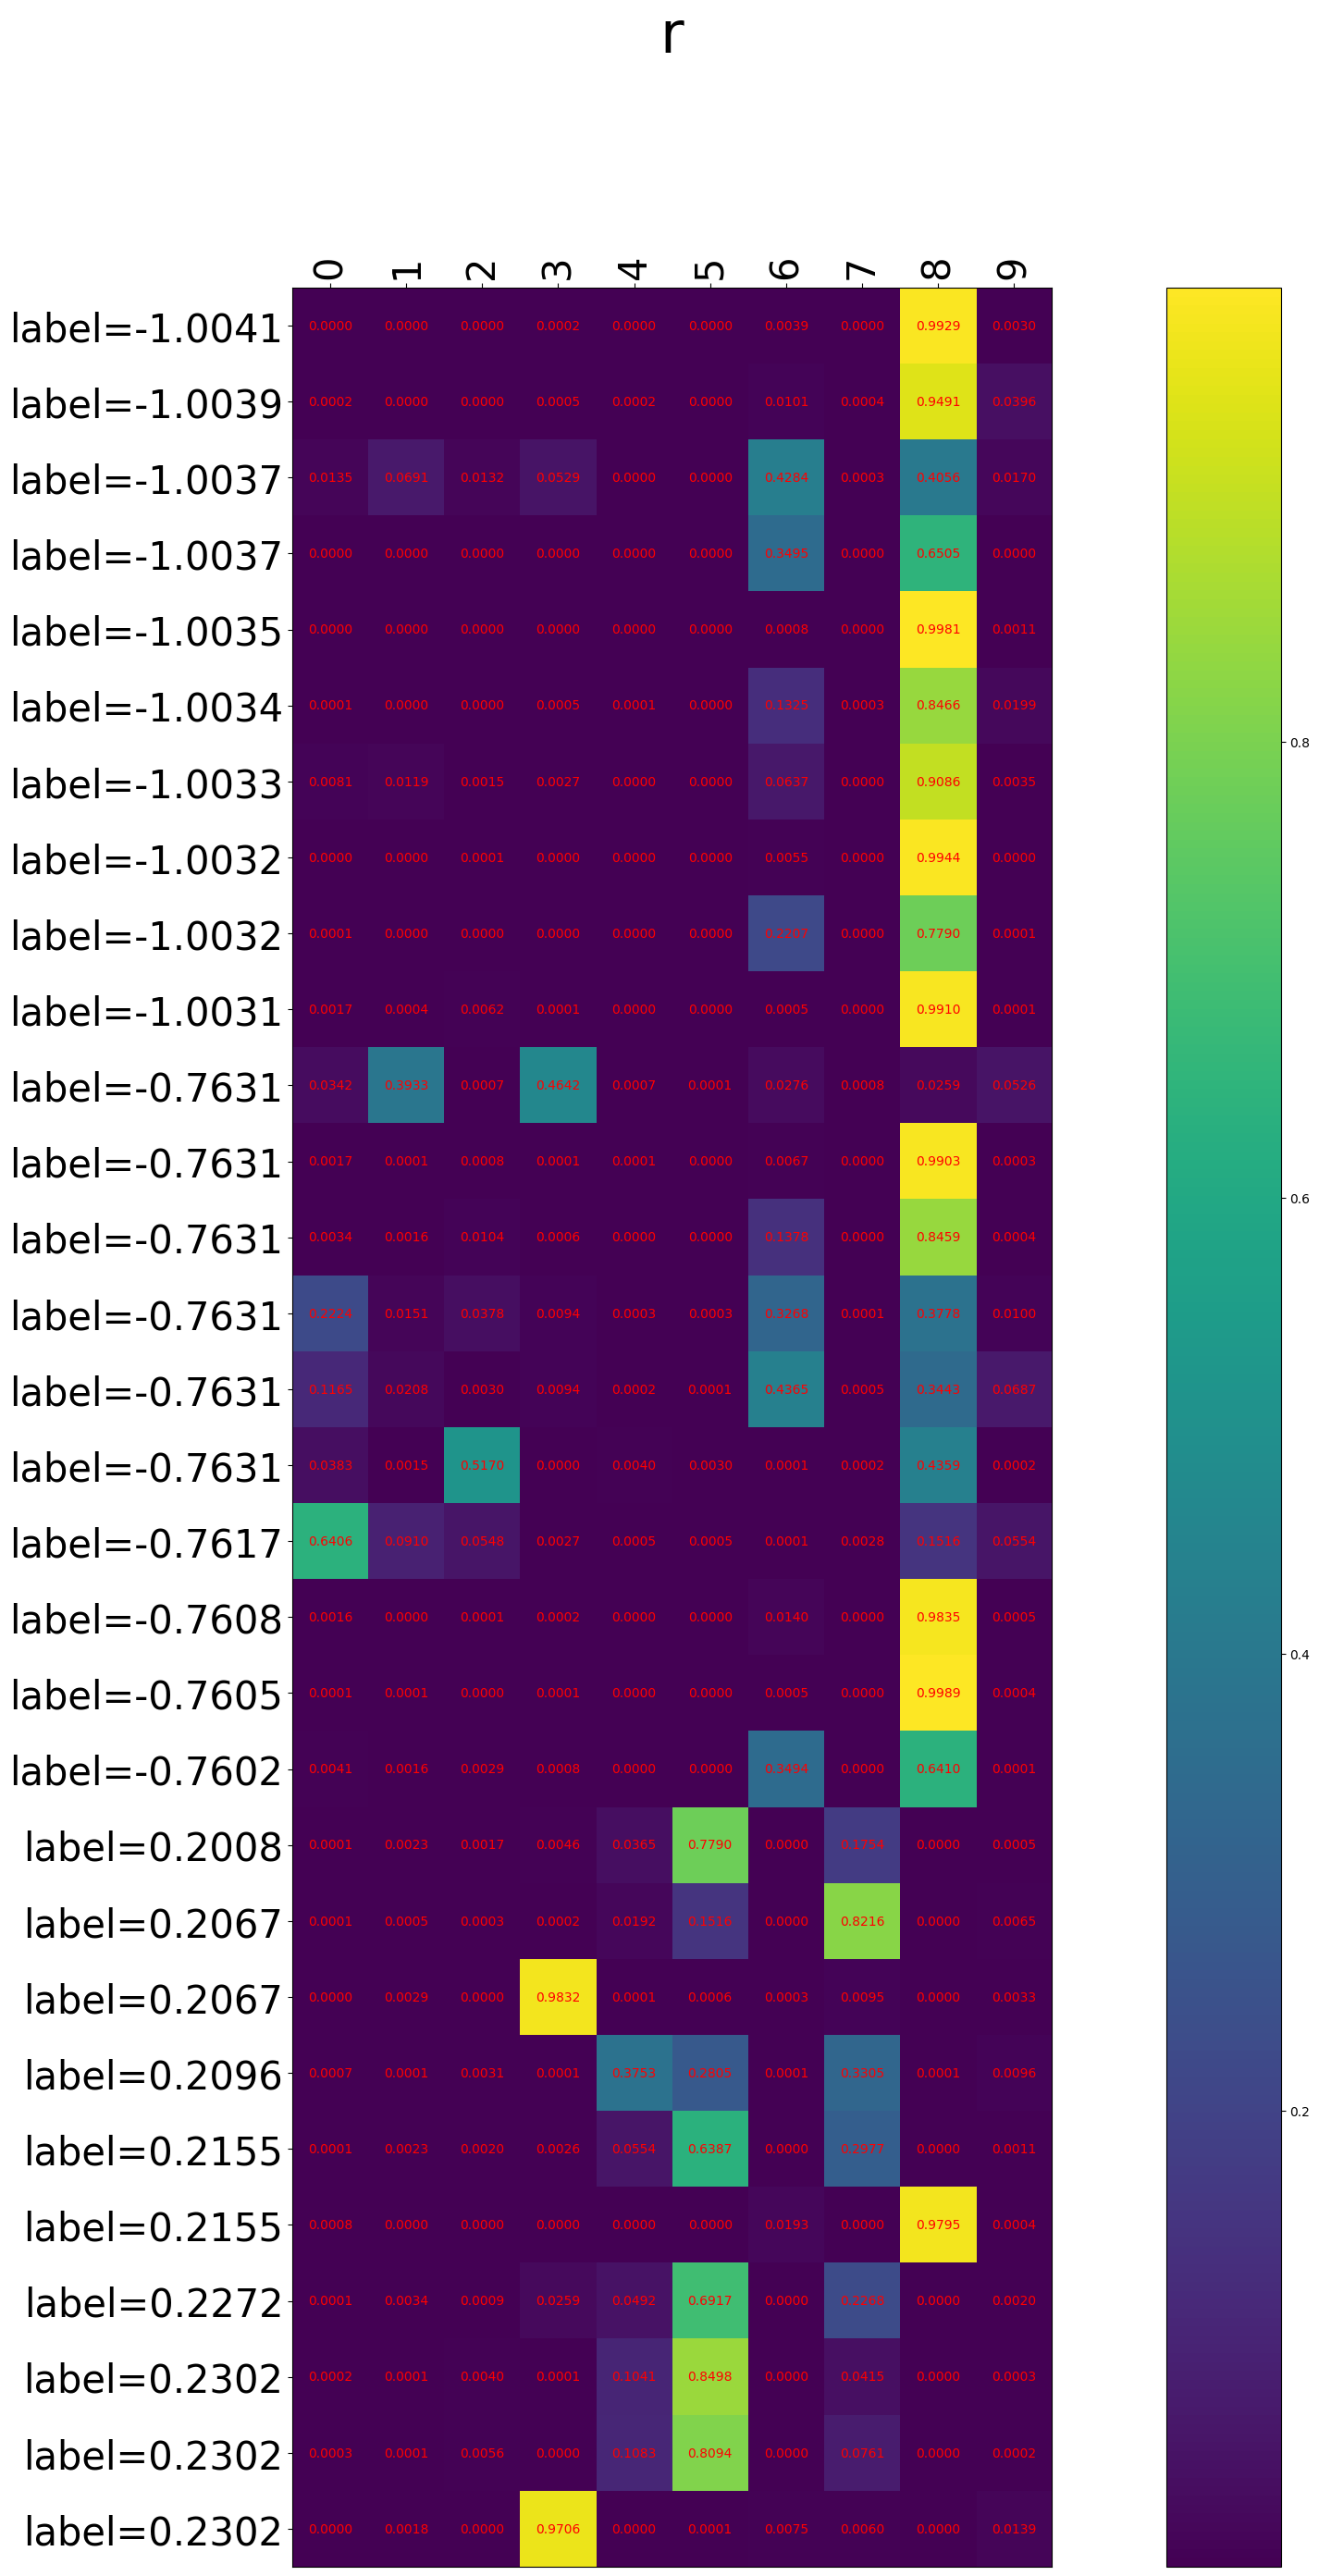 r
0 1 2 3 4 5 6 7 8 9
label=-1.0041 0.0000 0.0000 0.0000 0.0002 0.0000 0.0000 0.0039 0.0000 0.9929 0.0030
label=-1.0039 0.0002 0.0000 0.0000 0.0005 0.0002 0.0000 0.0101 0.0004 0.9491 0.0396
label=-1.0037 0.0135 0.0691 0.0132 0.0529 0.0000 0.0000 0.4284 0.0003 0.4056 0.0170
label=-1.0037 0.0000 0.0000 0.0000 0.0000 0.0000 0.0000 0.3495 0.0000 0.6505 0.0000
label=-1.0035 0.0000 0.0000 0.0000 0.0000 0.0000 0.0000 0.0008 0.0000 0.9981 0.0011
label=-1.0034 0.0001 0.0000 0.0000 0.0005 0.0001 0.0000 0.1325 0.0003 0.8466 0.0199
label=-1.0033 0.0081 0.0119 0.0015 0.0027 0.0000 0.0000 0.0637 0.0000 0.9086 0.0035
0.8
label=-1.0032 0.0000 0.0000 0.0001 0.0000 0.0000 0.0000 0.0055 0.0000 0.9944 0.0000
label=-1.0032 0.0001 0.0000 0.0000 0.0000 0.0000 0.0000 0.2207 0.0000 0.7790 0.0001
label=-1.0031 0.0017 0.0004 0.0062 0.0001 0.0000 0.0000 0.0005 0.0000 0.9910 0.0001
label=-0.7631 0.0342 0.3933 0.0007 0.4642 0.0007 0.0001 0.0276 0.0008 0.0259 0.0526
label=-0.7631 0.0017 0.0001 0.0008 0.0001 0.0001 0.0000 0.0067 0.0000 0.9903 0.0003
0.6
label=-0.7631 0.0034 0.0016 0.0104 0.0006 0.0000 0.0000 0.1378 0.0000 0.8459 0.0004
label=-0.7631 0.2224 0.0151 0.0378 0.0094 0.0003 0.0003 0.3268 0.0001 0.3778 0.0100
label=-0.7631 0.1165 0.0208 0.0030 0.0094 0.0002 0.0001 0.4365 0.0005 0.3443 0.0687
label=-0.7631 0.0383 0.0015 0.5170 0.0000 0.0040 0.0030 0.0001 0.0002 0.4359 0.0002
label=-0.7617 0.6406 0.0910 0.0548 0.0027 0.0005 0.0005 0.0001 0.0028 0.1516 0.0554
label=-0.7608 0.0016 0.0000 0.0001 0.0002 0.0000 0.0000 0.0140 0.0000 0.9835 0.0005
0.4
label=-0.7605 0.0001 0.0001 0.0000 0.0001 0.0000 0.0000 0.0005 0.0000 0.9989 0.0004
label=-0.7602 0.0041 0.0016 0.0029 0.0008 0.0000 0.0000 0.3494 0.0000 0.6410 0.0001
label=0.2008 0.0001 0.0023 0.0017 0.0046 0.0365 0.7790 0.0000 0.1754 0.0000 0.0005
label=0.2067 0.0001 0.0005 0.0003 0.0002 0.0192 0.1516 0.0000 0.8216 0.0000 0.0065
label=0.2067 0.0000 0.0029 0.0000 0.9832 0.0001 0.0006 0.0003 0.0095 0.0000 0.0033
label=0.2096 0.0007 0.0001 0.0031 0.0001 0.3753 0.2805 0.0001 0.3305 0.0001 0.0096
0.2
label=0.2155 0.0001 0.0023 0.0020 0.0026 0.0554 0.6387 0.0000 0.2977 0.0000 0.0011
label=0.2155 0.0008 0.0000 0.0000 0.0000 0.0000 0.0000 0.0193 0.0000 0.9795 0.0004
label=0.2272 0.0001 0.0034 0.0009 0.0259 0.0492 0.6917 0.0000 0.0000 0.0020
label=0.2302 0.0002 0.0001 0.0040 0.0001 0.1041 0.8498 0.0000 0.0415 0.0000 0.0003
label=0.2302 0.0003 0.0001 0.0056 0.0000 0.1083 0.8094 0.0000 0.0761 0.0000 0.0002
label=0.2302 0.0000 0.0018 0.0000 0.9706 0.0000 0.0001 0.0075 0.0060 0.0000 0.0139